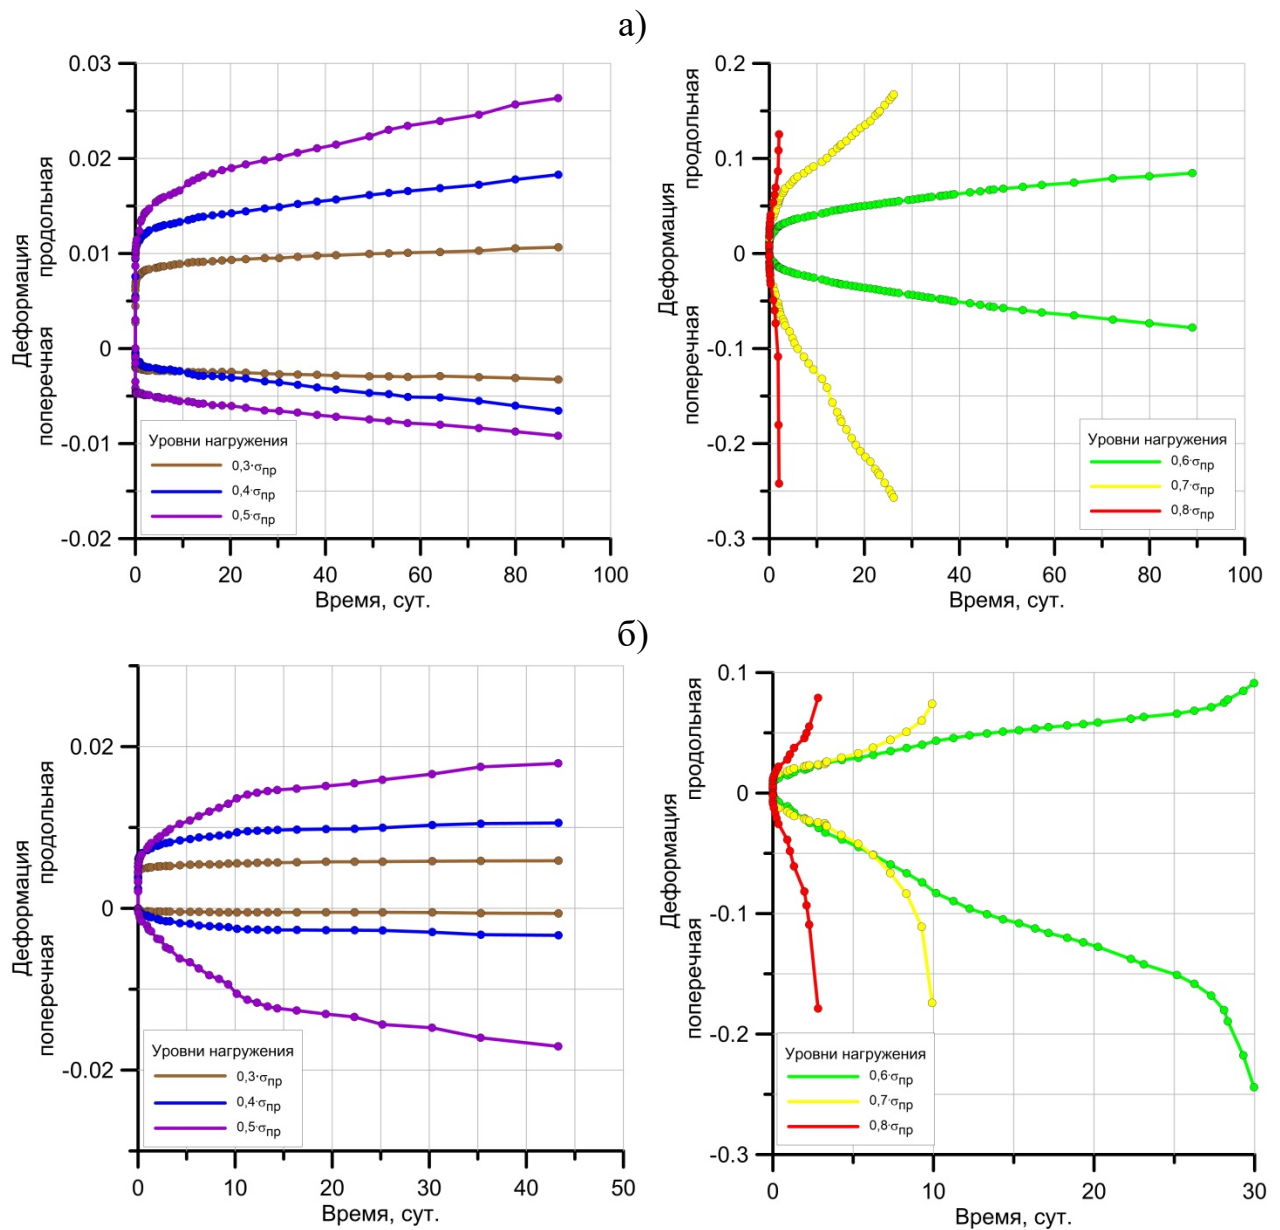 а)
0.03
0.02
0.01
0
-0.01
-0.02
Деформация
поперечная продольная
0 20 40 60 80 100
Время, сут.
Уровни нагружения
0,3·σпр
0,4·σпр
0,5·σпр
0.2
0.1
0
-0.1
-0.2
-0.3
Деформация
поперечная продольная
0 20 40 60 80 100
Время, сут.
Уровни нагружения
0,6·σпр
0,7·σпр
0,8·σпр
б)
0.02
0
-0.02
Деформация
поперечная продольная
0 10 20 30 40 50
Время, сут.
Уровни нагружения
0,3·σпр
0,4·σпр
0,5·σпр
0.1
0
-0.1
-0.2
-0.3
Деформация
поперечная продольная
0 10 20 30
Время, сут.
Уровни нагружения
0,6·σпр
0,7·σпр
0,8·σпр